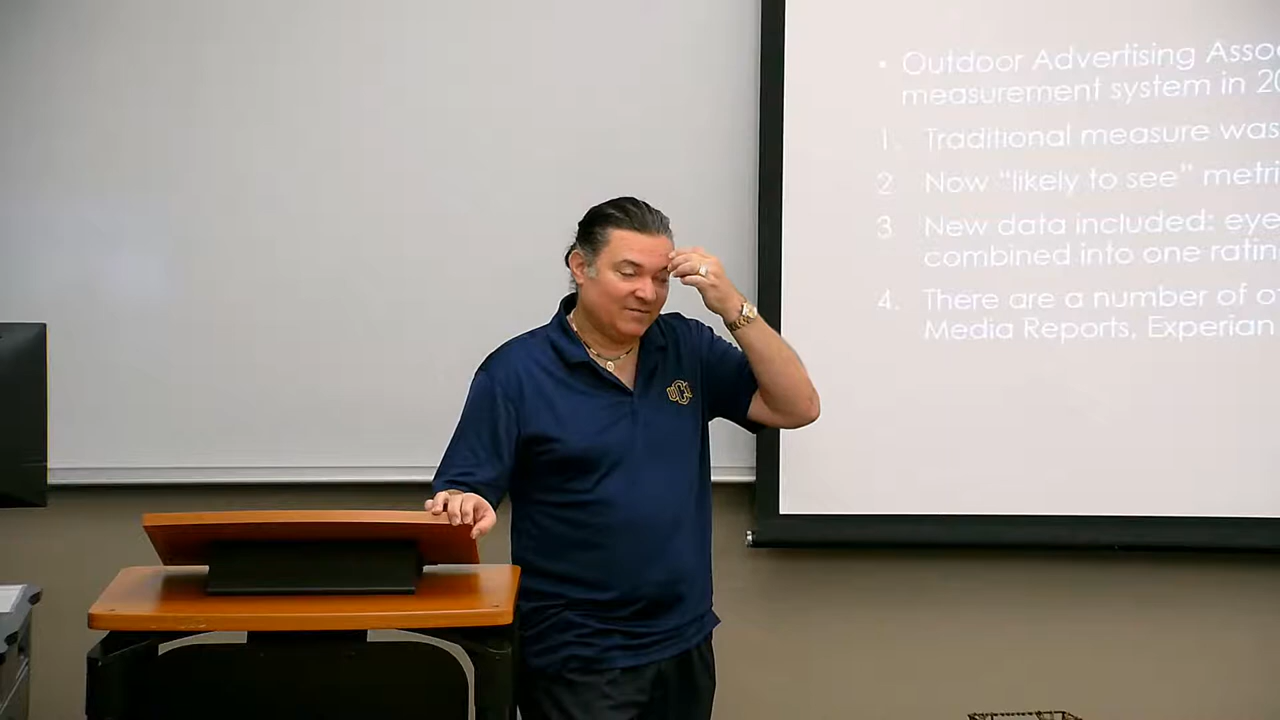 • Outdoor Advertising Asso
measurement system in 20
1. Traditional measure was
2. Now “likely to see” metri
3. New data included: eye
combined into one ratin
4. There are a number of o
Media Reports, Experian
UCT